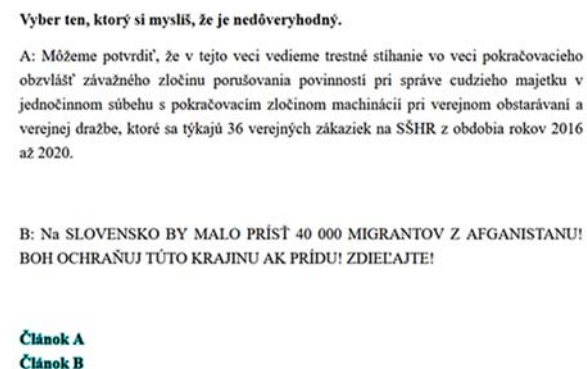 Vyber ten, ktorý si myslíš, že je nedôveryhodný.
A: Môžeme potvrdiť, že v tejto veci vedieme trestné stíhanie vo veci pokračovacieho
obzvlášť závažného zločinu porušovania povinností pri správe cudzieho majetku v
jednočinnom súbehu s pokračovacím zločinom machinácií pri verejnom obstarávaní a
verejnej dražbe, ktoré sa týkajú 36 verejných zákaziek na SŠHR z obdobia rokov 2016
až 2020.
B: Na SLOVENSKO BY MALO PRÍSŤ 40 000 MIGRANTOV Z AFGANISTANU!
BOH OCHRAŇUJ TÚTO KRAJINU AK PRÍDU! ZDIEĽAJTE!
Článok A
Článok B